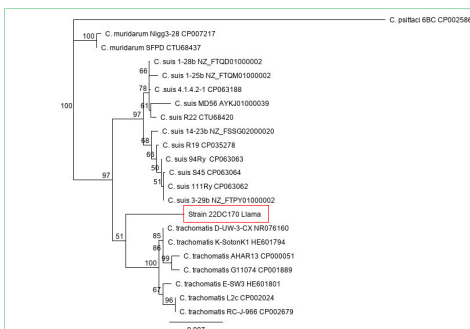 C. psittaci 6BC CP002586
C. muridarum Nigg3-28 CP007217
100
C. muridarum SFPD CTU68437
C. suis 1-28b NZ_FTQD01000002
66
C. suis 1-25b NZ_FTQM01000002
78
C. suis 4.1.4.2-1 CP063188
61
C. suis MD56 AYKJ01000039
97
C. suis R22 CTU68420
C. suis 14-23b NZ_FSSG02000020
68
C. suis R19 CP035278
66
C. suis 94Ry CP063063
50
C. suis S45 CP063064
51
C. suis 111Ry CP063062
C. suis 3-29b NZ_FTPY01000002
100
97
Strain 22DC170 Llama
51
C. trachomatis D-UW-3-CX NR076160
85
C. trachomatis K-SotonK1 HE601794
86
C. trachomatis AHAR13 CP000051
99
C. trachomatis G11074 CP001889
100
C. trachomatis E-SW3 HE601801
67
C. trachomatis L2c CP002024
96
C. trachomatis RC-J-966 CP002679